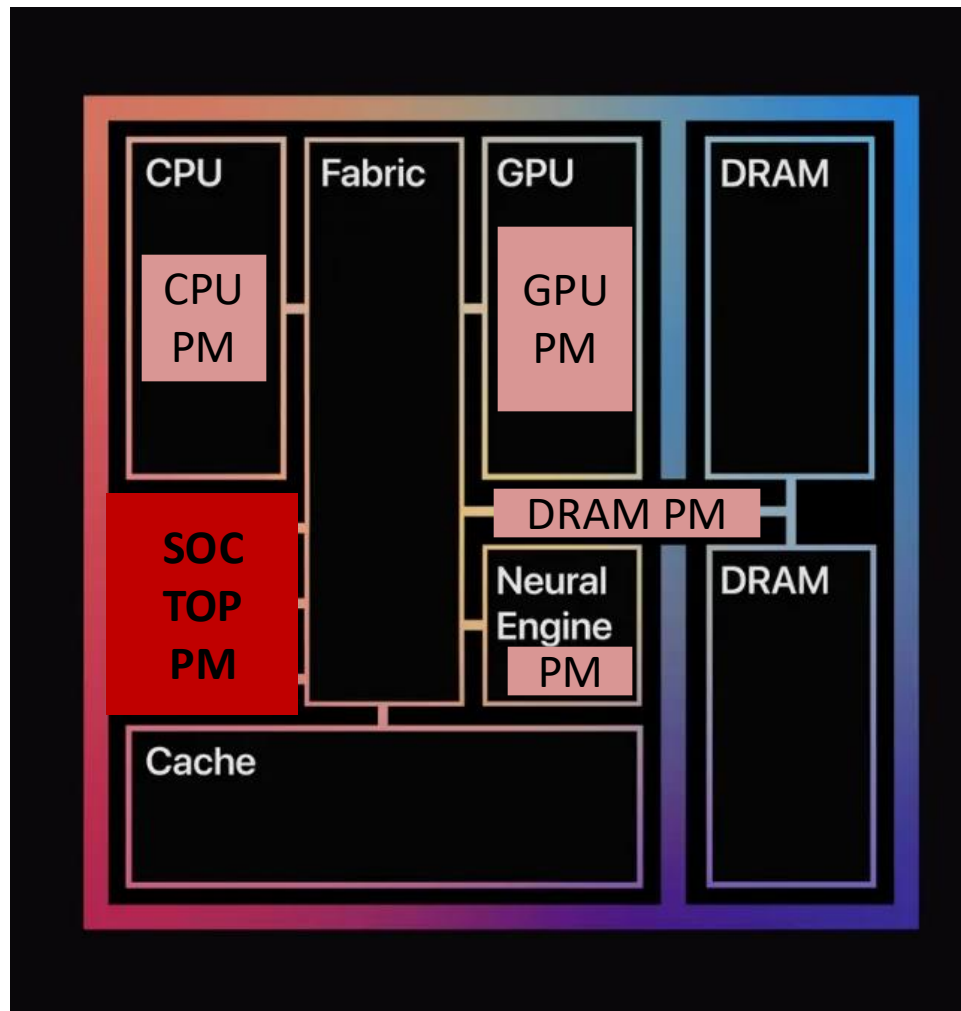 CPU
CPU
PM
Fabric
GPU
GPU
PM
DRAM
SOC
TOP
PM
DRAM PM
Neural
Engine
PM
DRAM
Cache